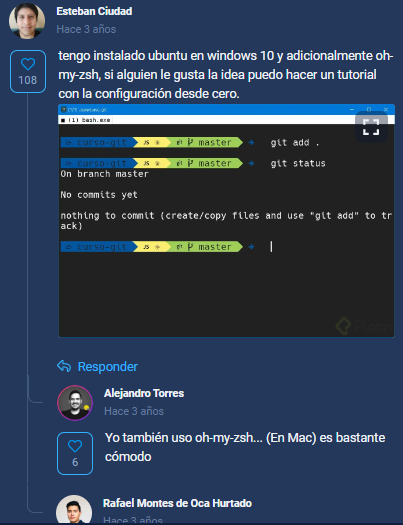 Esteban Ciudad
Hace 3 años
108
tengo instalado ubuntu en windows 10 y adicionalmente oh-
my-zsh, si alguien le gusta la idea puedo hacer un tutorial
con la configuración desde cero.
(1) bash.exe
curso-git JS master git add .
curso-git JS master git status
On branch master
No commits yet
nothing to commit (create/copy files and use "git add" to tr
ack)
curso-git JS master
Responder
Alejandro Torres
Hace 3 años
6
Yo también uso oh-my-zsh... (En Mac) es bastante
cómodo
Rafael Montes de Oca Hurtado
Hace 3 años